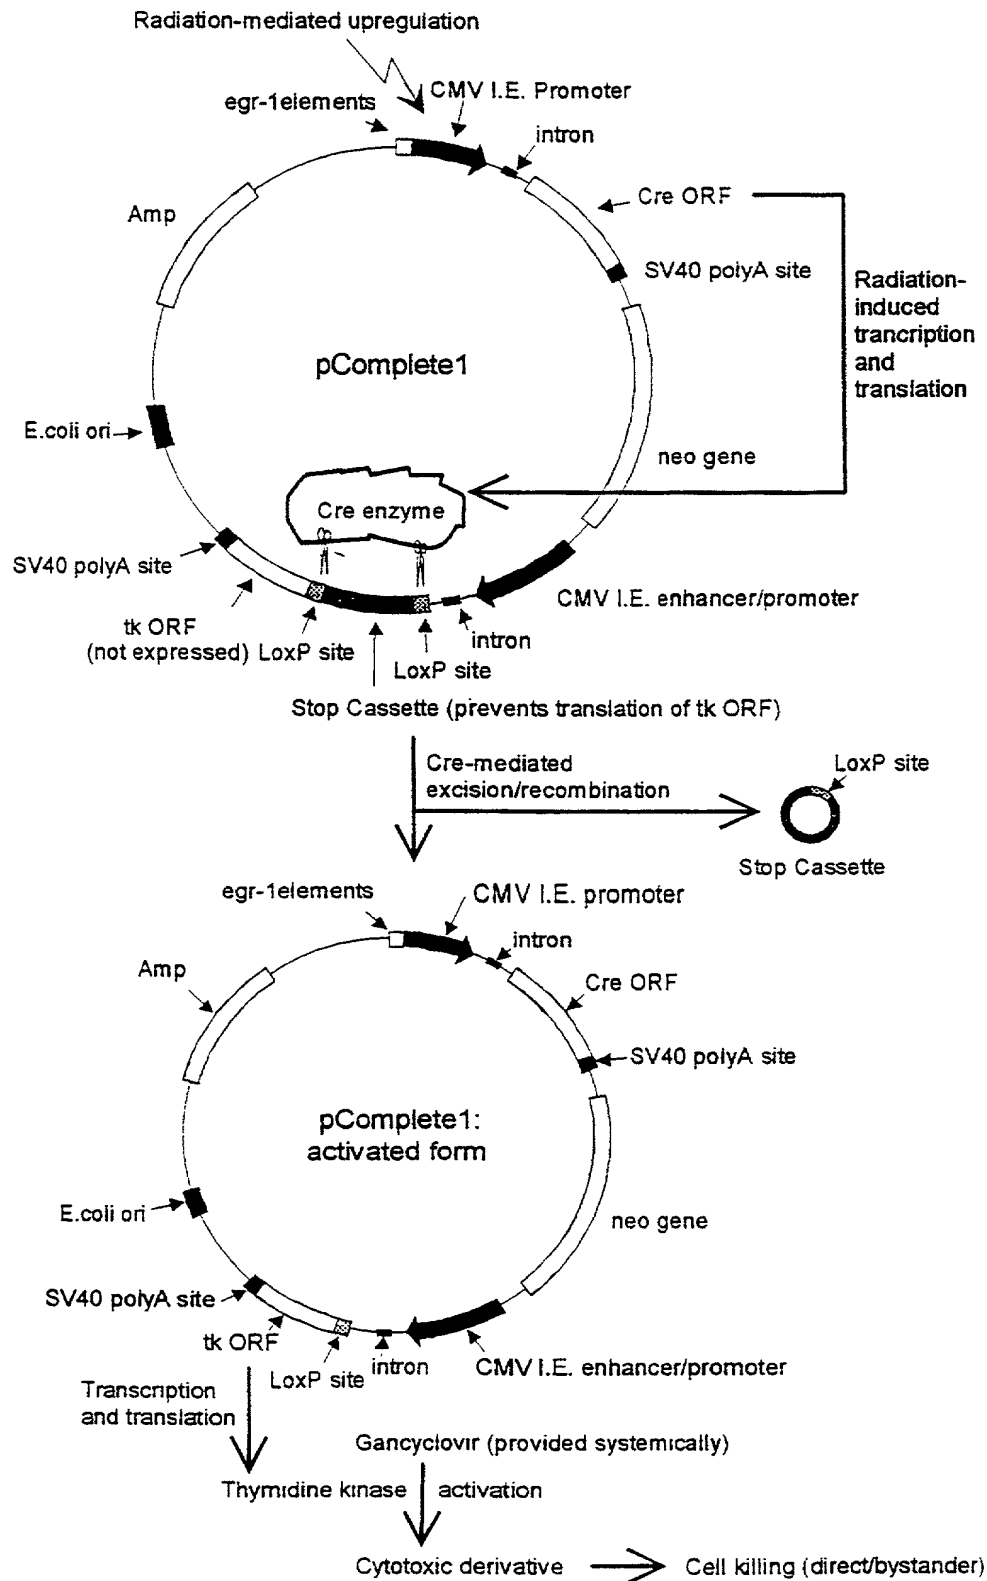 Radiation-mediated upregulation
CMV I.E. Promoter
egr-1elements
intron
Cre ORF
Amp
SV40 polyA site
Radiation-
induced
trancription
and
translation
pComplete1
E.coli ori
neo gene
Cre enzyme
SV40 polyA site
CMV I.E. enhancer/promoter
tk ORF
(not expressed)
LoxP site
intron
LoxP site
Stop Cassette (prevents translation of tk ORF)
Cre-mediated
excision/recombination
LoxP site
Stop Cassette
egr-1elements
CMV I.E. promoter
intron
Amp
Cre ORF
SV40 polyA site
pComplete1:
activated form
E.coli ori
neo gene
SV40 polyA site
tk ORF
LoxP site
intron
CMV I.E. enhancer/promoter
Transcription
and translation
Gancyclovir (provided systemically)
Thymidine kinase
activation
Cytotoxic derivative
Cell killing (direct/bystander)